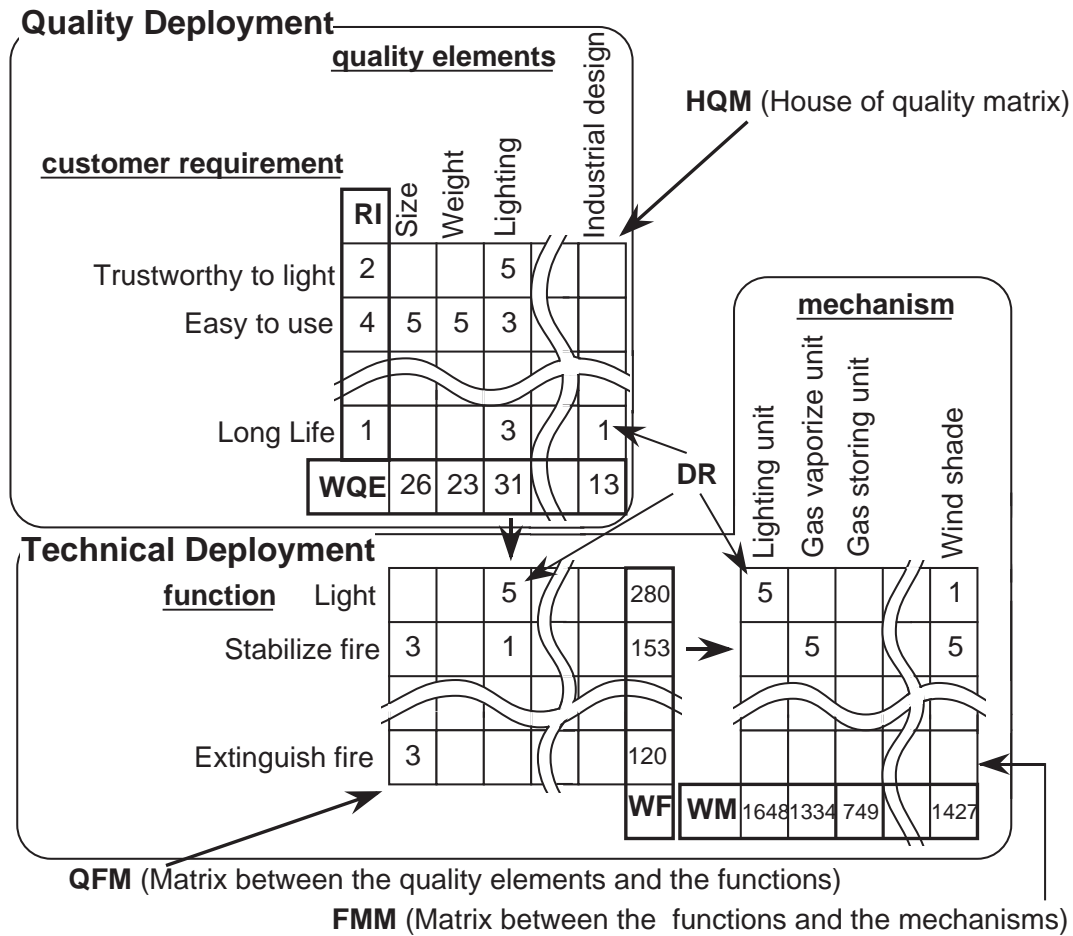 Quality Deployment
quality elements
Industrial design
HQM (House of quality matrix)
customer requirement
Size
Weight
Lighting
RI
Trustworthy to light 2 5
Easy to use 4 5 5 3
Long Life 1 3 1
WQE 26 23 31 13
DR
mechanism
Lighting unit
Gas vaporize unit
Gas storing unit
Wind shade
Technical Deployment
function Light 5 280 5 1
Stabilize fire 3 1 153 5 5
Extinguish fire 3 120
WF WM 1648 1334 749 1427
QFM (Matrix between the quality elements and the functions)
FMM (Matrix between the functions and the mechanisms)